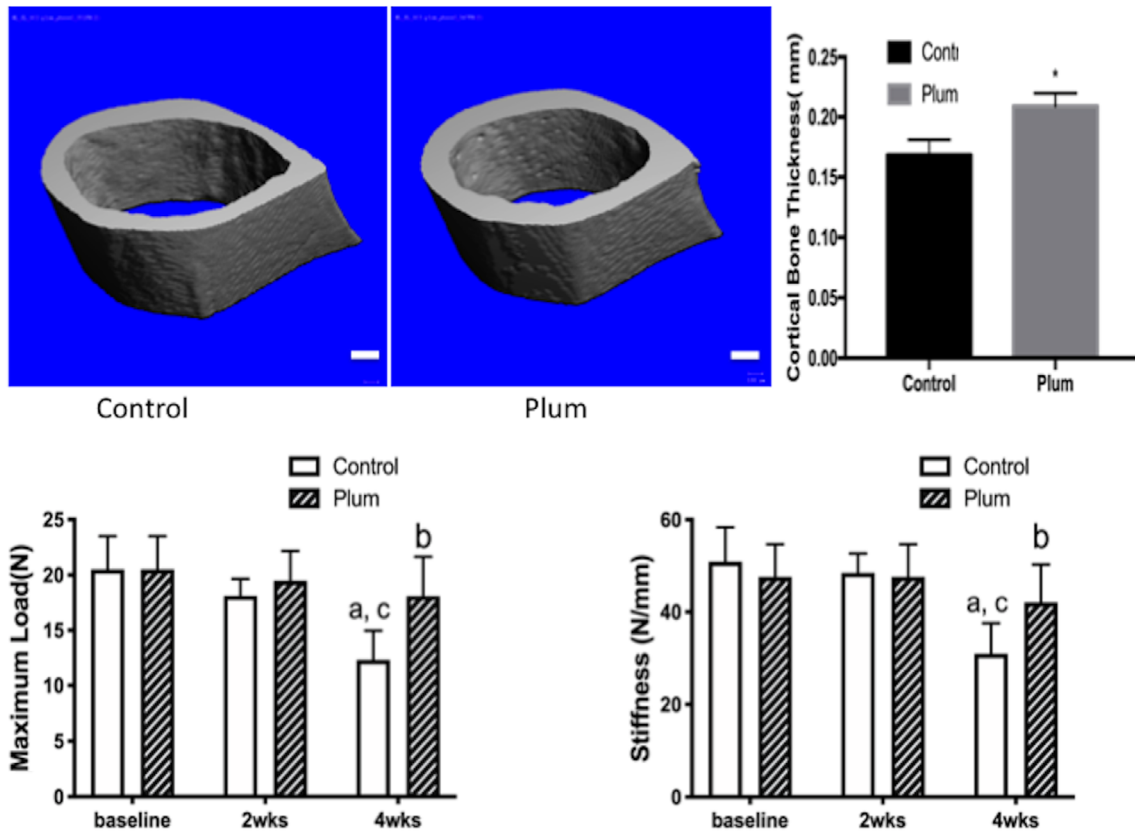 Control
Plum
Cortical Bone Thickness( mm)
0.25
0.20
0.15
0.10
0.05
0.00
Contr
Plum
*
Control
Plum
Control
Plum
Maximum Load(N)
25
20
15
10
5
0
a, c
b
baseline
2wks
4wks
Control
Plum
Stiffness (N/mm)
60
40
20
0
a, c
b
baseline
2wks
4wks